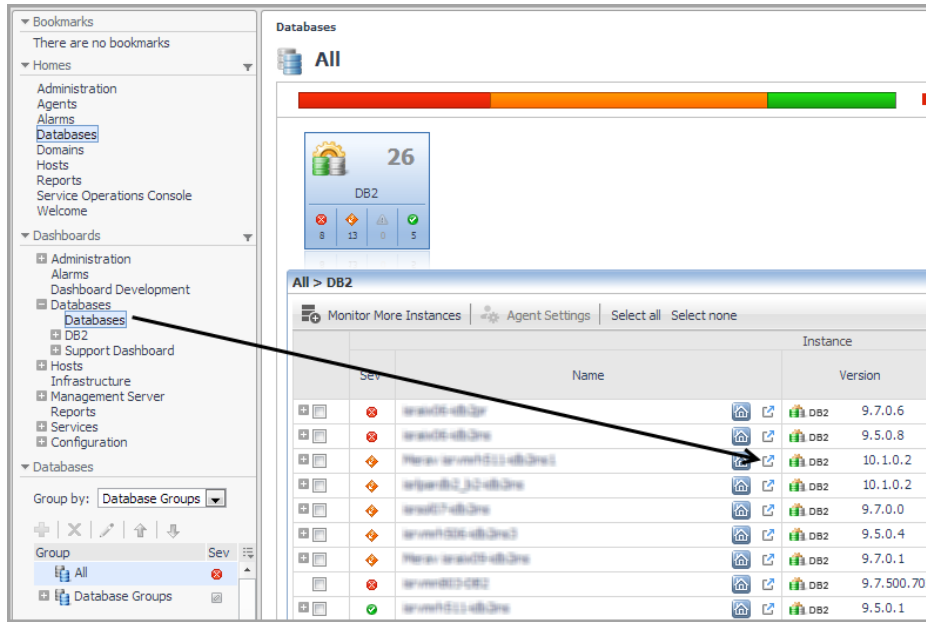 Bookmarks
There are no bookmarks
Homes
Administration
Agents
Alarms
Databases
Domains
Hosts
Reports
Service Operations Console
Welcome
Dashboards
Administration
Alarms
Dashboard Development
Databases
Databases
DB2
Support Dashboard
Hosts
Infrastructure
Management Server
Reports
Services
Configuration
Databases
Group by: Database Groups
Group Sev
All
Database Groups
Databases
All
26
DB2
8 13 0 5
All > DB2
Monitor More Instances Agent Settings Select all Select none
Instance
Sev Name Version
DB2 9.7.0.6
DB2 9.5.0.8
DB2 10.1.0.2
DB2 10.1.0.2
DB2 9.7.0.0
DB2 9.5.0.4
DB2 9.7.0.1
DB2 9.7.500.70
DB2 9.5.0.1